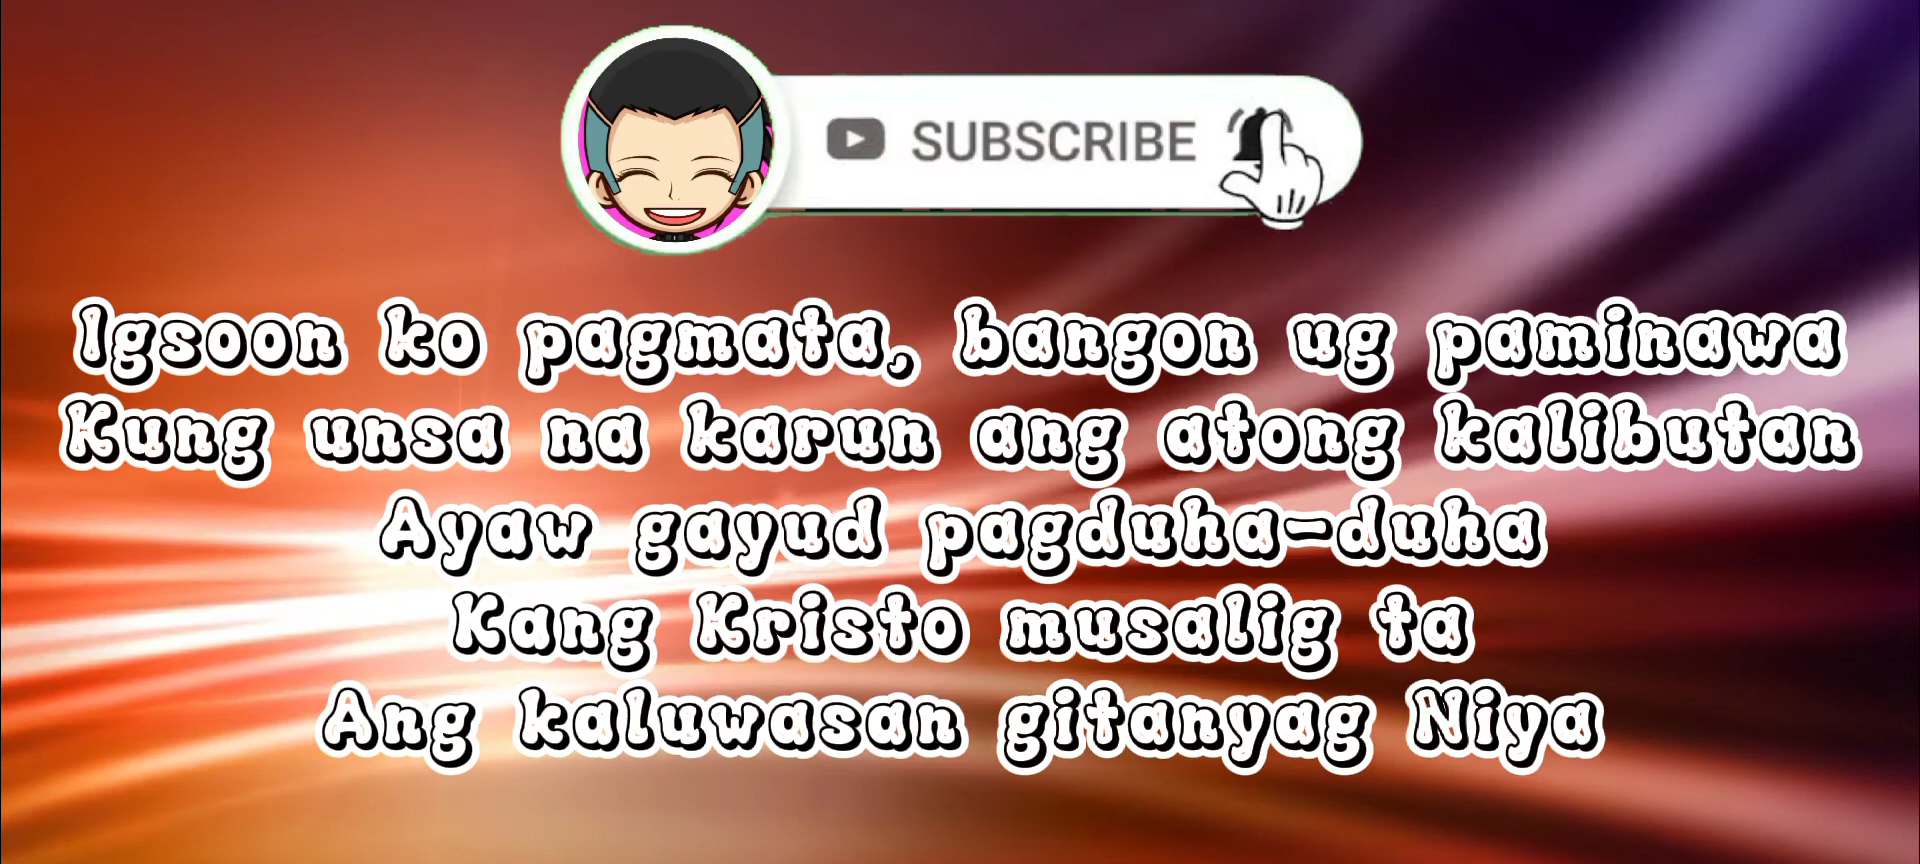 SUBSCRIBE
Igsoon ko pagmata, bangon ug paminawa
Kung unsa na karun ang atong kalibutan
Ayaw gayud pagduha-duha
Kang Kristo musalig ta
Ang kaluwasan gitanyag Niya